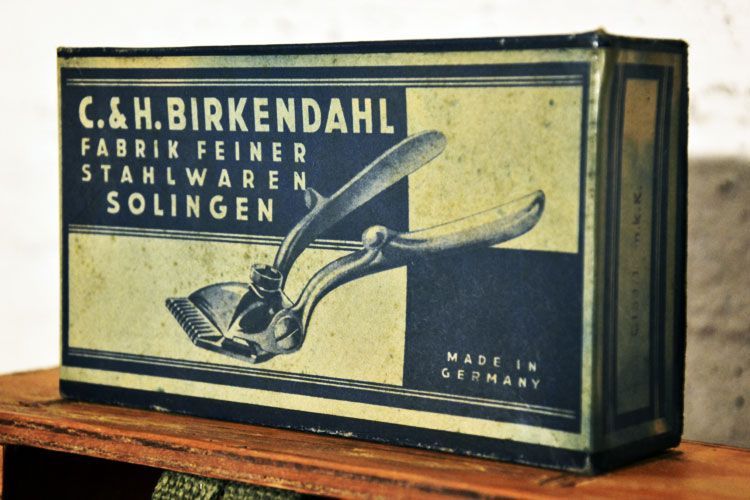 C. & H. BIRKENDAHL
FABRIK FEINER
STAHLWAREN
SOLINGEN
MADE IN
GERMANY